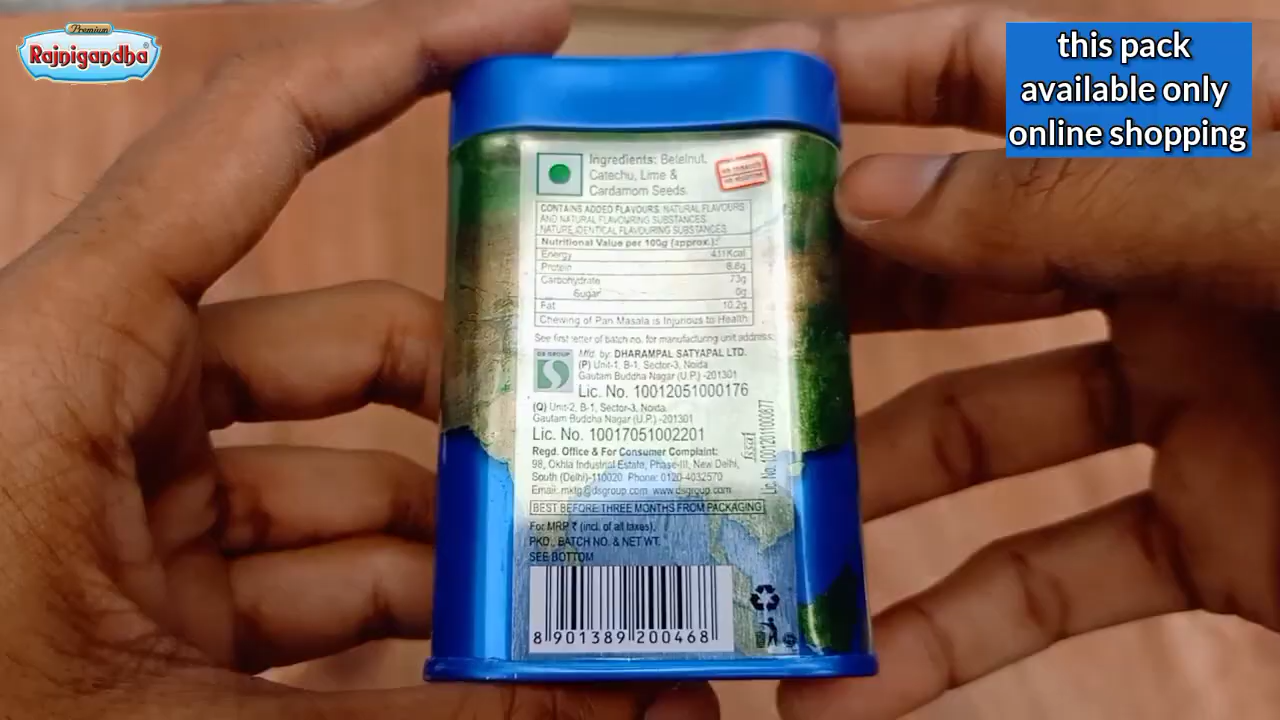 Premium
Rajnigandha
this pack
available only
online shopping
Ingredients: Betelnut,
Catechu, Lime &
Cardamom Seeds.
CONTAINS ADDED FLAVOURS, NATURAL FLAVOURS
AND NATURAL FLAVOURING SUBSTANCES,
NATURE IDENTICAL FLAVOURING SUBSTANCES
Nutritional Value per 100g (approx.):
Energy 411Kcal
Protein 8.8g
Carbohydrate 73g
Sugar 0g
Fat 10.2g
Chewing of Pan Masala is Injurious to Health
See first letter of batch no. for manufacturing unit address:
DS GROUP
Mfd. by: DHARAMPAL SATYAPAL LTD.
(P) Unit-1, B-1, Sector-3, Noida
Gautam Buddha Nagar (U.P.) -201301
Lic. No. 10012051000176
(Q) Unit-2, B-1, Sector-3, Noida,
Gautam Buddha Nagar (U.P.) -201301
Lic. No. 10017051002201
Regd. Office & For Consumer Complaint:
98, Okhla Industrial Estate, Phase-III, New Delhi,
South (Delhi)-110020 Phone: 0120-4032570
Email: mktg@dsgroup.com www.dsgroup.com
fssai
Lic. No. 10012011000877
BEST BEFORE THREE MONTHS FROM PACKAGING
For MRP ₹ (incl. of all taxes),
PKD., BATCH NO. & NET WT.
SEE BOTTOM
8 901389 200468